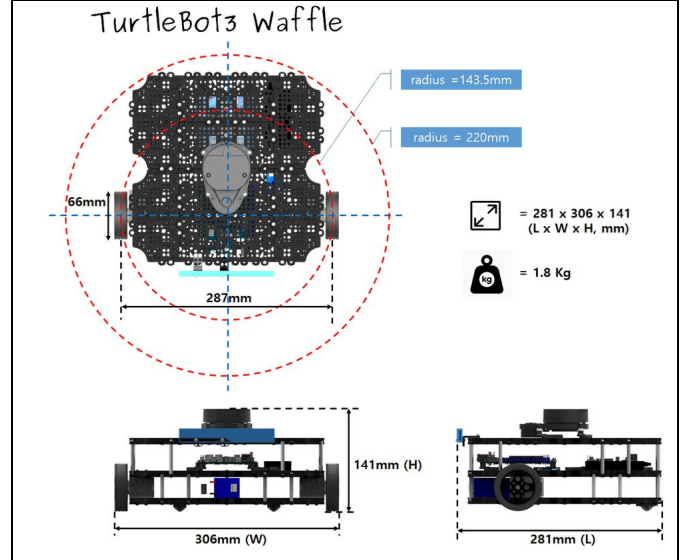 TurtleBot3 Waffle
radius =143.5mm
radius = 220mm
66mm
= 281 x 306 x 141
(L x W x H, mm)
kg
= 1.8 Kg
287mm
141mm (H)
306mm (W)
281mm (L)